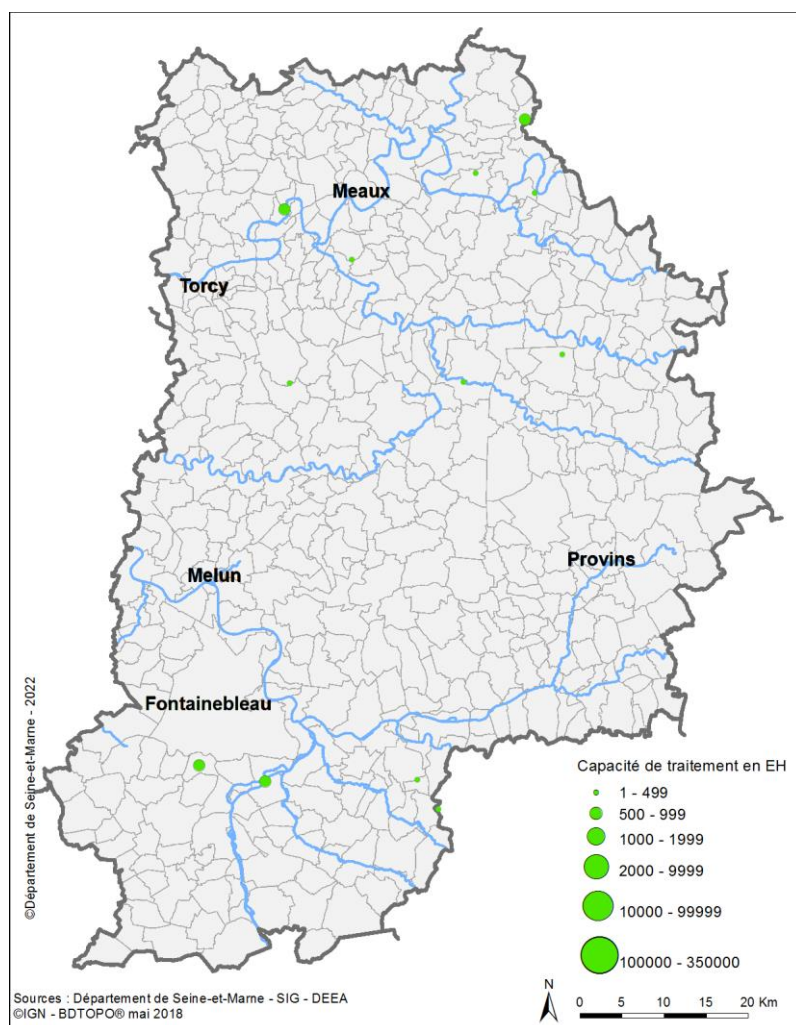 Meaux
Torcy
Provins
Melun
Fontainebleau
©Département de Seine-et-Marne - 2022
Capacité de traitement en EH
1 - 499
500 - 999
1000 - 1999
2000 - 9999
10000 - 99999
100000 - 350000
Sources : Département de Seine-et-Marne - SIG - DEEA
©IGN - BDTOPO® mai 2018
N
0 5 10 15 20 Km